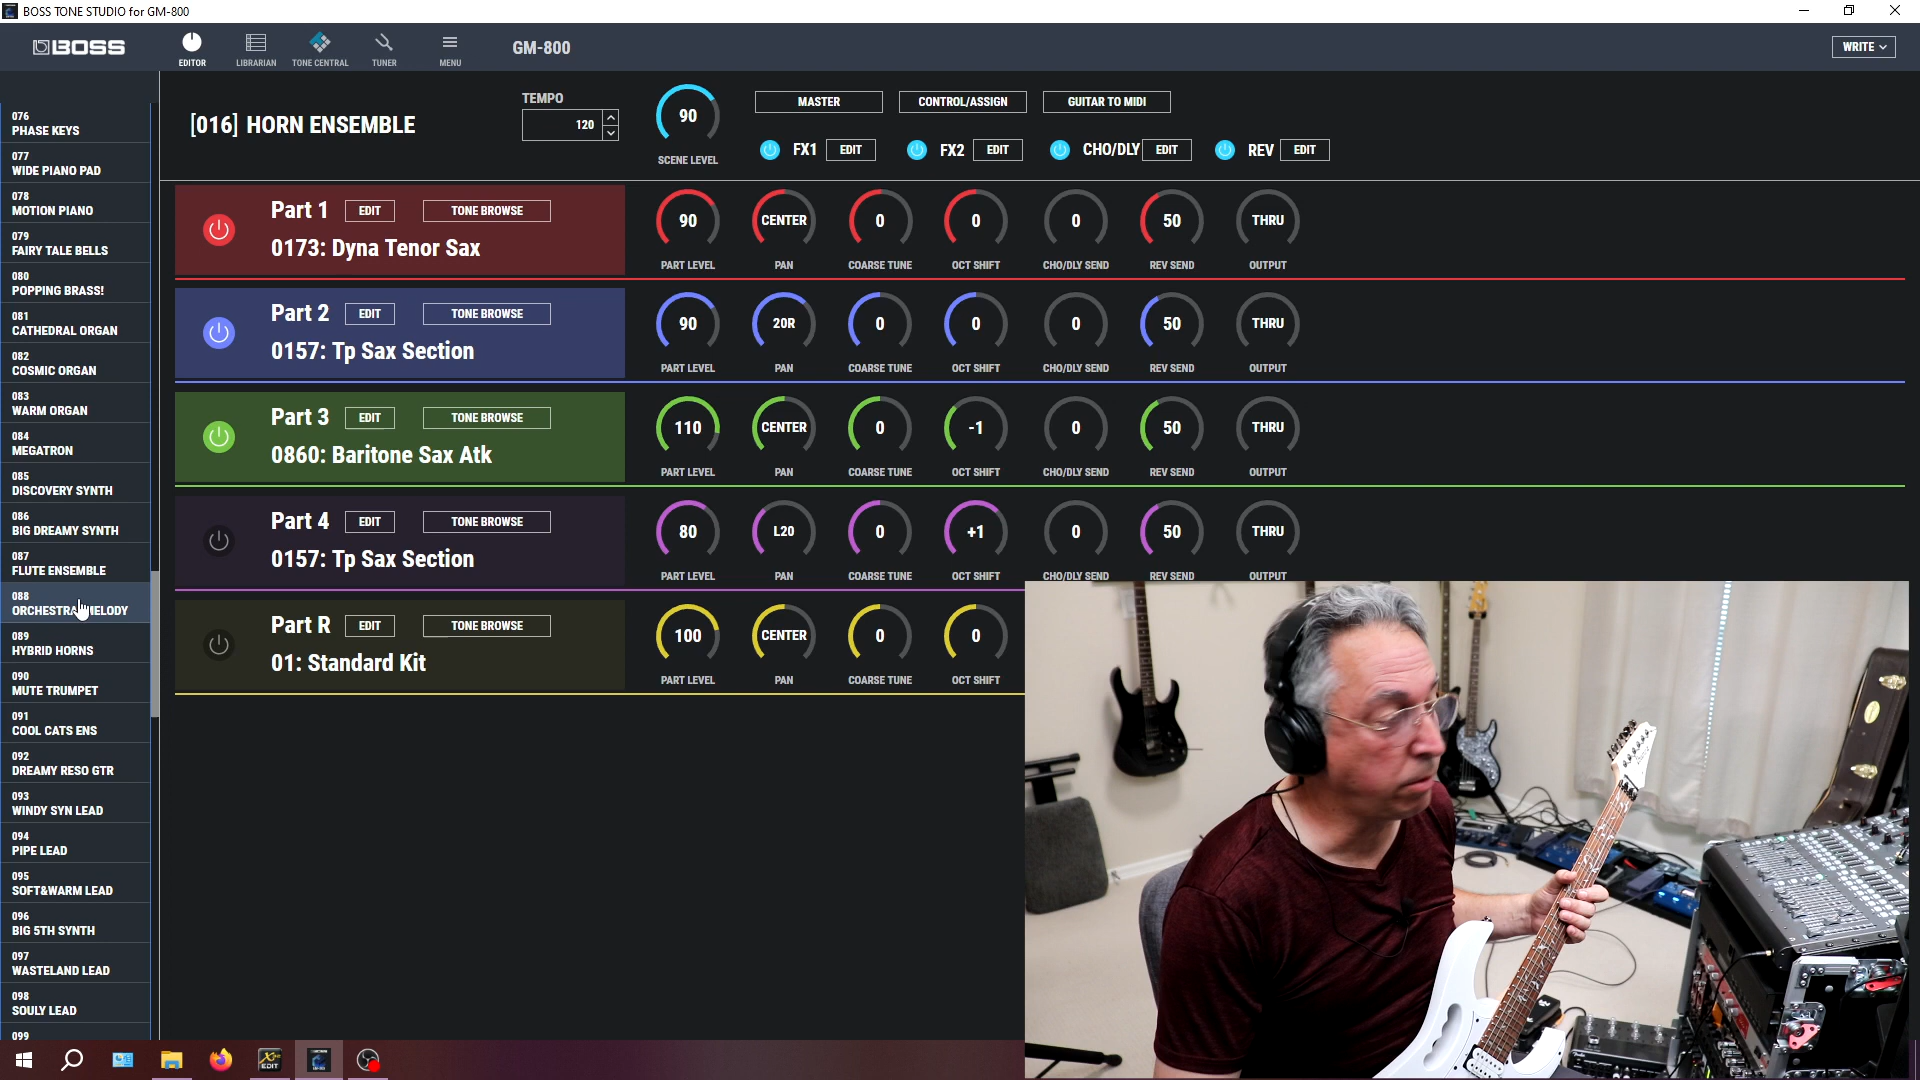 BOSS TONE STUDIO for GM-800
BOSS
EDITOR
LIBRARIAN
TONE CENTRAL
TUNER
MENU
GM-800
WRITE
[016] HORN ENSEMBLE
TEMPO
120
90
SCENE LEVEL
MASTER
CONTROL/ASSIGN
GUITAR TO MIDI
FX1 EDIT
FX2 EDIT
CHO/DLY EDIT
REV EDIT
076
PHASE KEYS
077
WIDE PIANO PAD
078
MOTION PIANO
079
FAIRY TALE BELLS
080
POPPING BRASS!
081
CATHEDRAL ORGAN
082
COSMIC ORGAN
083
WARM ORGAN
084
MEGATRON
085
DISCOVERY SYNTH
086
BIG DREAMY SYNTH
087
FLUTE ENSEMBLE
088
ORCHESTRA MELODY
089
HYBRID HORNS
090
MUTE TRUMPET
091
COOL CATS ENS
092
DREAMY RESO GTR
093
WINDY SYN LEAD
094
PIPE LEAD
095
SOFT&WARM LEAD
096
BIG 5TH SYNTH
097
WASTELAND LEAD
098
SOULY LEAD
099
Part 1 EDIT TONE BROWSE
0173: Dyna Tenor Sax
90 CENTER 0 0 0 50 THRU
PART LEVEL PAN COARSE TUNE OCT SHIFT CHO/DLY SEND REV SEND OUTPUT
Part 2 EDIT TONE BROWSE
0157: Tp Sax Section
90 20R 0 0 0 50 THRU
PART LEVEL PAN COARSE TUNE OCT SHIFT CHO/DLY SEND REV SEND OUTPUT
Part 3 EDIT TONE BROWSE
0860: Baritone Sax Atk
110 CENTER 0 -1 0 50 THRU
PART LEVEL PAN COARSE TUNE OCT SHIFT CHO/DLY SEND REV SEND OUTPUT
Part 4 EDIT TONE BROWSE
0157: Tp Sax Section
80 L20 0 +1 0 50 THRU
PART LEVEL PAN COARSE TUNE OCT SHIFT CHO/DLY SEND REV SEND OUTPUT
Part R EDIT TONE BROWSE
01: Standard Kit
100 CENTER 0 0
PART LEVEL PAN COARSE TUNE OCT SHIFT
EDIT